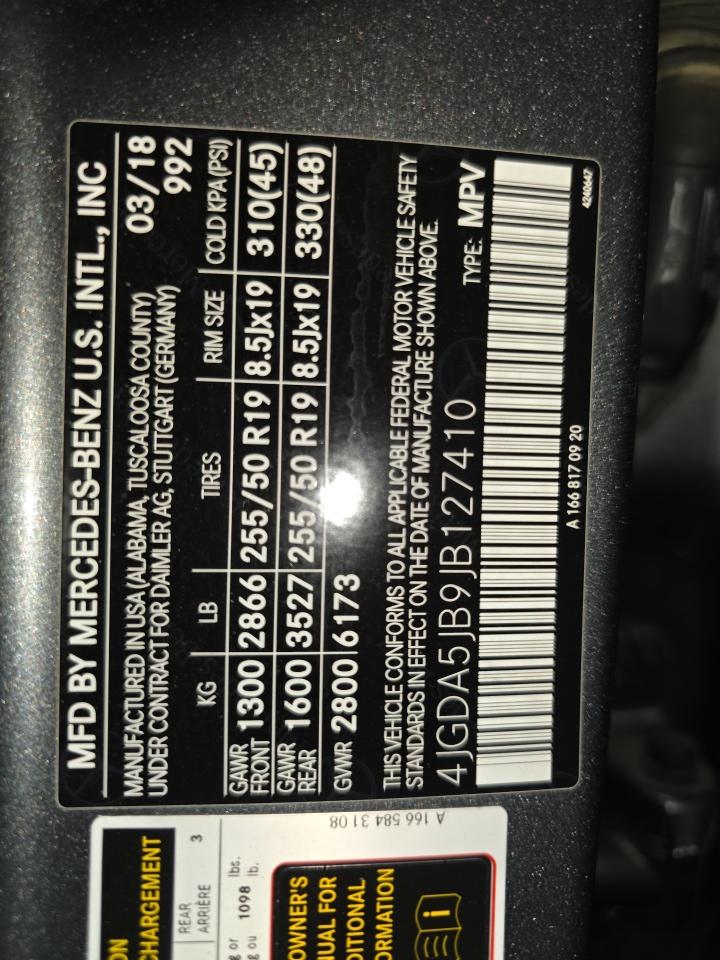 MFD BY MERCEDES-BENZ U.S. INTL., INC
MANUFACTURED IN USA (ALABAMA, TUSCALOOSA COUNTY) 03/18
UNDER CONTRACT FOR DAIMLER AG, STUTTGART (GERMANY) 992
KG LB TIRES RIM SIZE COLD KPA (PSI)
GAWR
FRONT 1300 2866 255/50 R19 8.5Jx19 310(45)
GAWR
REAR 1600 3527 255/50 R19 8.5Jx19 330(48)
GVWR 2800 6173
THIS VEHICLE CONFORMS TO ALL APPLICABLE FEDERAL MOTOR VEHICLE SAFETY
STANDARDS IN EFFECT ON THE DATE OF MANUFACTURE SHOWN ABOVE.
4JGDA5JB9JB127410 TYPE: MPV
A 166 817 09 20
4240647
A 166 584 31 08
ON
CHARGEMENT
REAR
ARRIÈRE 3
g or 1098 lbs.
g ou lb.
OWNER'S
NUAL FOR
DITIONAL
ORMATION